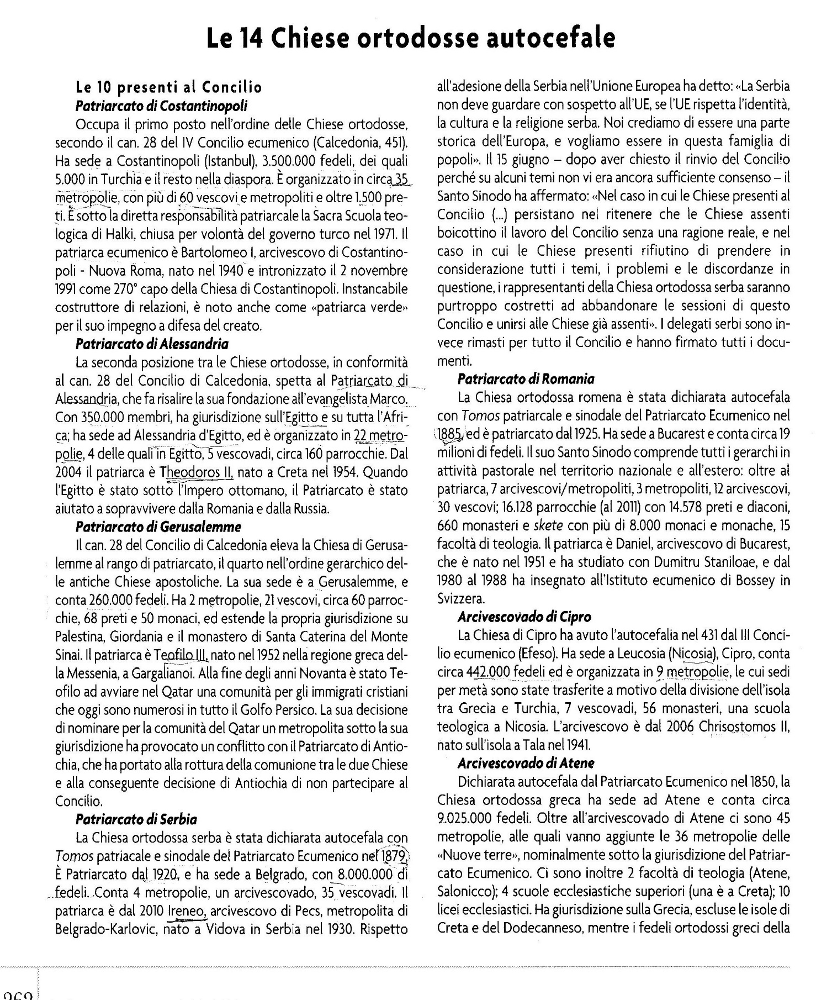 Le 14 Chiese ortodosse autocefale
Le 10 presenti al Concilio
Patriarcato di Costantinopoli
Occupa il primo posto nell'ordine delle Chiese ortodosse,
secondo il can. 28 del IV Concilio ecumenico (Calcedonia, 451).
Ha sede a Costantinopoli (Istanbul), 3.500.000 fedeli, dei quali
5.000 in Turchia e il resto nella diaspora. È organizzato in circa 35
metropolie, con più di 60 vescovi e metropoliti e oltre 1.500 pre-
ti. È sotto la diretta responsabilità patriarcale la Sacra Scuola teo-
logica di Halki, chiusa per volontà del governo turco nel 1971. Il
patriarca ecumenico è Bartolomeo I, arcivescovo di Costantino-
poli - Nuova Roma, nato nel 1940 e intronizzato il 2 novembre
1991 come 270° capo della Chiesa di Costantinopoli. Instancabile
costruttore di relazioni, è noto anche come «patriarca verde»
per il suo impegno a difesa del creato.
Patriarcato di Alessandria
La seconda posizione tra le Chiese ortodosse, in conformità
al can. 28 del Concilio di Calcedonia, spetta al Patriarcato di
Alessandria, che fa risalire la sua fondazione all'evangelista Marco.
Con 350.000 membri, ha giurisdizione sull'Egitto e su tutta l'Afri-
ca; ha sede ad Alessandria d'Egitto, ed è organizzato in 22 metro-
polie, 4 delle quali in Egitto, 5 vescovadi, circa 160 parrocchie. Dal
2004 il patriarca è Theodoros II, nato a Creta nel 1954. Quando
l'Egitto è stato sotto l'Impero ottomano, il Patriarcato è stato
aiutato a sopravvivere dalla Romania e dalla Russia.
Patriarcato di Gerusalemme
Il can. 28 del Concilio di Calcedonia eleva la Chiesa di Gerusa-
lemme al rango di patriarcato, il quarto nell'ordine gerarchico del-
le antiche Chiese apostoliche. La sua sede è a Gerusalemme, e
conta 260.000 fedeli. Ha 2 metropolie, 21 vescovi, circa 60 parroc-
chie, 68 preti e 50 monaci, ed estende la propria giurisdizione su
Palestina, Giordania e il monastero di Santa Caterina del Monte
Sinai. Il patriarca è Teofilo III, nato nel 1952 nella regione greca del-
la Messenia, a Gargalianoi. Alla fine degli anni Novanta è stato Te-
ofilo ad avviare nel Qatar una comunità per gli immigrati cristiani
che oggi sono numerosi in tutto il Golfo Persico. La sua decisione
di nominare per la comunità del Qatar un metropolita sotto la sua
giurisdizione ha provocato un conflitto con il Patriarcato di Antio-
chia, che ha portato alla rottura della comunione tra le due Chiese
e alla conseguente decisione di Antiochia di non partecipare al
Concilio.
Patriarcato di Serbia
La Chiesa ortodossa serba è stata dichiarata autocefala con
Tomos patriacale e sinodale del Patriarcato Ecumenico nel 1879.
È Patriarcato dal 1920, e ha sede a Belgrado, con 8.000.000 di
fedeli. Conta 4 metropolie, un arcivescovado, 35 vescovadi. Il
patriarca è dal 2010 Ireneo, arcivescovo di Pecs, metropolita di
Belgrado-Karlovic, nato a Vidova in Serbia nel 1930. Rispetto
all'adesione della Serbia nell'Unione Europea ha detto: «La Serbia
non deve guardare con sospetto all'UE, se l'UE rispetta l'identità,
la cultura e la religione serba. Noi crediamo di essere una parte
storica dell'Europa, e vogliamo essere in questa famiglia di
popoli». Il 15 giugno – dopo aver chiesto il rinvio del Concilio
perché su alcuni temi non vi era ancora sufficiente consenso – il
Santo Sinodo ha affermato: «Nel caso in cui le Chiese presenti al
Concilio (...) persistano nel ritenere che le Chiese assenti
boicottino il lavoro del Concilio senza una ragione reale, e nel
caso in cui le Chiese presenti rifiutino di prendere in
considerazione tutti i temi, i problemi e le discordanze in
questione, i rappresentanti della Chiesa ortodossa serba saranno
purtroppo costretti ad abbandonare le sessioni di questo
Concilio e unirsi alle Chiese già assenti». I delegati serbi sono in-
vece rimasti per tutto il Concilio e hanno firmato tutti i docu-
menti.
Patriarcato di Romania
La Chiesa ortodossa romena è stata dichiarata autocefala
con Tomos patriarcale e sinodale del Patriarcato Ecumenico nel
1885, ed è patriarcato dal 1925. Ha sede a Bucarest e conta circa 19
milioni di fedeli. Il suo Santo Sinodo comprende tutti i gerarchi in
attività pastorale nel territorio nazionale e all'estero: oltre al
patriarca, 7 arcivescovi/metropoliti, 3 metropoliti, 12 arcivescovi,
30 vescovi; 16.128 parrocchie (al 2011) con 14.578 preti e diaconi,
660 monasteri e skete con più di 8.000 monaci e monache, 15
facoltà di teologia. Il patriarca è Daniel, arcivescovo di Bucarest,
che è nato nel 1951 e ha studiato con Dumitru Staniloae, e dal
1980 al 1988 ha insegnato all'Istituto ecumenico di Bossey in
Svizzera.
Arcivescovado di Cipro
La Chiesa di Cipro ha avuto l'autocefalia nel 431 dal III Conci-
lio ecumenico (Efeso). Ha sede a Leucosia (Nicosia), Cipro, conta
circa 442.000 fedeli ed è organizzata in 9 metropolie, le cui sedi
per metà sono state trasferite a motivo della divisione dell'isola
tra Grecia e Turchia, 7 vescovadi, 56 monasteri, una scuola
teologica a Nicosia. L'arcivescovo è dal 2006 Chrisostomos II,
nato sull'isola a Tala nel 1941.
Arcivescovado di Atene
Dichiarata autocefala dal Patriarcato Ecumenico nel 1850, la
Chiesa ortodossa greca ha sede ad Atene e conta circa
9.025.000 fedeli. Oltre all'arcivescovado di Atene ci sono 45
metropolie, alle quali vanno aggiunte le 36 metropolie delle
«Nuove terre», nominalmente sotto la giurisdizione del Patriar-
cato Ecumenico. Ci sono inoltre 2 facoltà di teologia (Atene,
Salonicco); 4 scuole ecclesiastiche superiori (una è a Creta); 10
licei ecclesiastici. Ha giurisdizione sulla Grecia, escluse le isole di
Creta e del Dodecanneso, mentre i fedeli ortodossi greci della